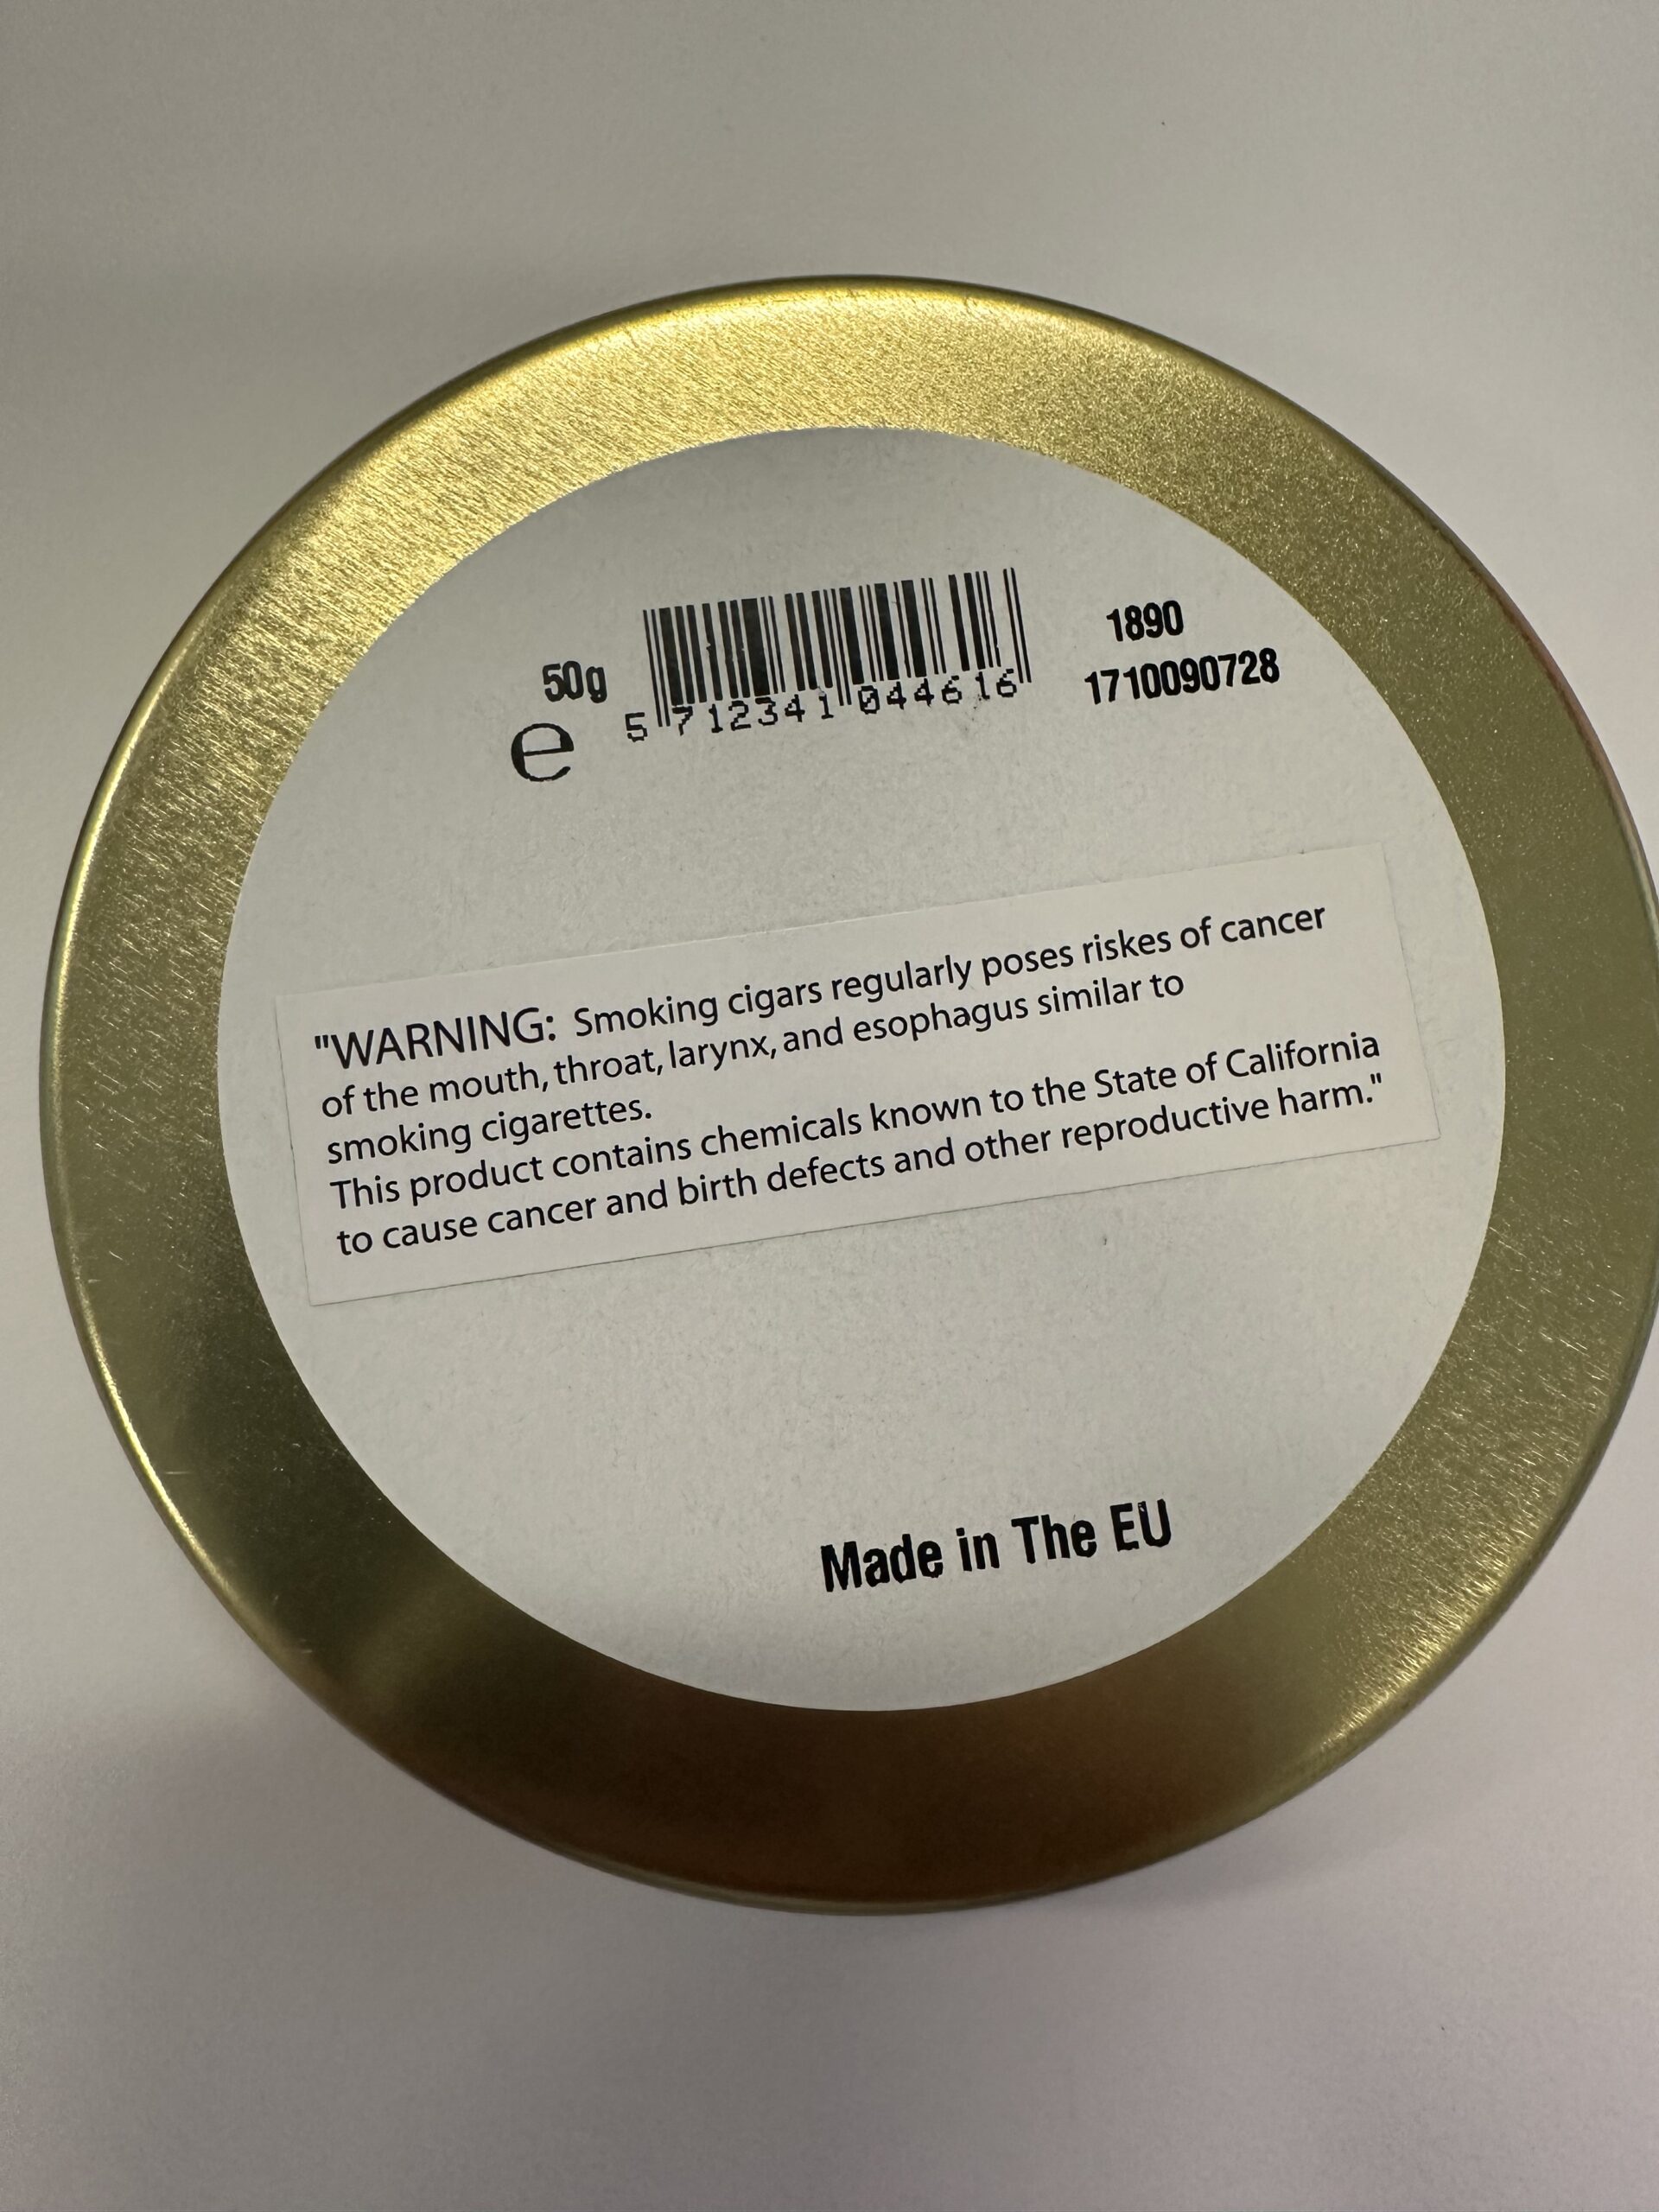 50g
e
5 712341 044616
1890
1710090728
"WARNING: Smoking cigars regularly poses riskes of cancer
of the mouth, throat, larynx, and esophagus similar to
smoking cigarettes.
This product contains chemicals known to the State of California
to cause cancer and birth defects and other reproductive harm."
Made in The EU